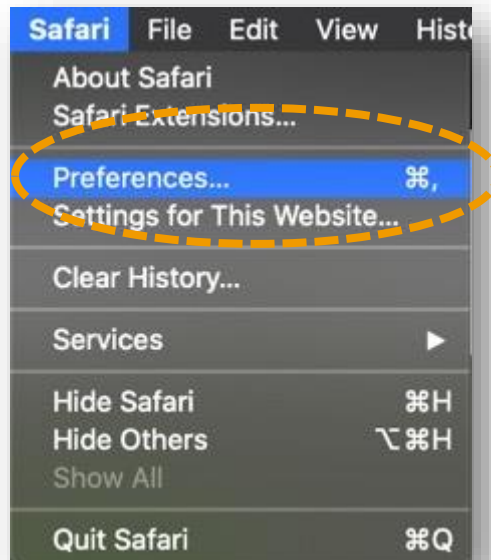 Safari File Edit View Hist
About Safari
Safari Extensions...
Preferences... ⌘,
Settings for This Website...
Clear History...
Services ▶
Hide Safari ⌘H
Hide Others ⌥⌘H
Show All
Quit Safari ⌘Q